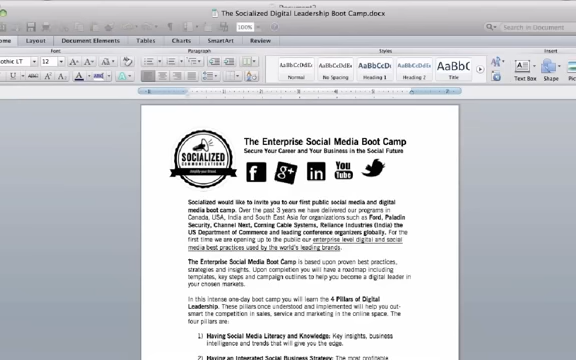 The Socialized Digital Leadership Boot Camp.docx
100%
Search in Document
Home Layout Document Elements Tables Charts SmartArt Review
Font Paragraph Styles Insert
12
AaBbCcDdEe AaBbCcDdEe AaBbCcDc AaBbCcDdEe AaBbC
Normal No Spacing Heading 1 Heading 2 Title
Text Box Shape
SOCIALIZED
COMMUNICATIONS
The Enterprise Social Media Boot Camp
Secure Your Career and Your Business in the Social Future
f g+ in You Tube
Socialized would like to invite you to our first public social media and digital
media boot camp. Over the past 3 years we have delivered our programs in
Canada, USA, India and South East Asia for organizations such as Ford, Paladin
Security, Channel Next, Corning Cable Systems, Reliance Industries (India) the
US Department of Commerce and leading conference organizers globally. For the
first time we are opening up to the public our enterprise level digital and social
media best practices used by the world's leading brands.
The Enterprise Social Media Boot Camp is based upon proven best practices,
strategies and insights. Upon completion you will have a roadmap including
templates, key steps and campaign outlines to help you become a digital leader in
your chosen markets.
In this intense one-day boot camp you will learn the 4 Pillars of Digital
Leadership. These pillars once understood and implemented will help you out-
smart the competition in sales, service and marketing in the online space. The
four pillars are:
1) Having Social Media Literacy and Knowledge: Key insights, business
intelligence and trends that will give you the edge.
2) Having an Integrated Social Business Strategy: The most profitable